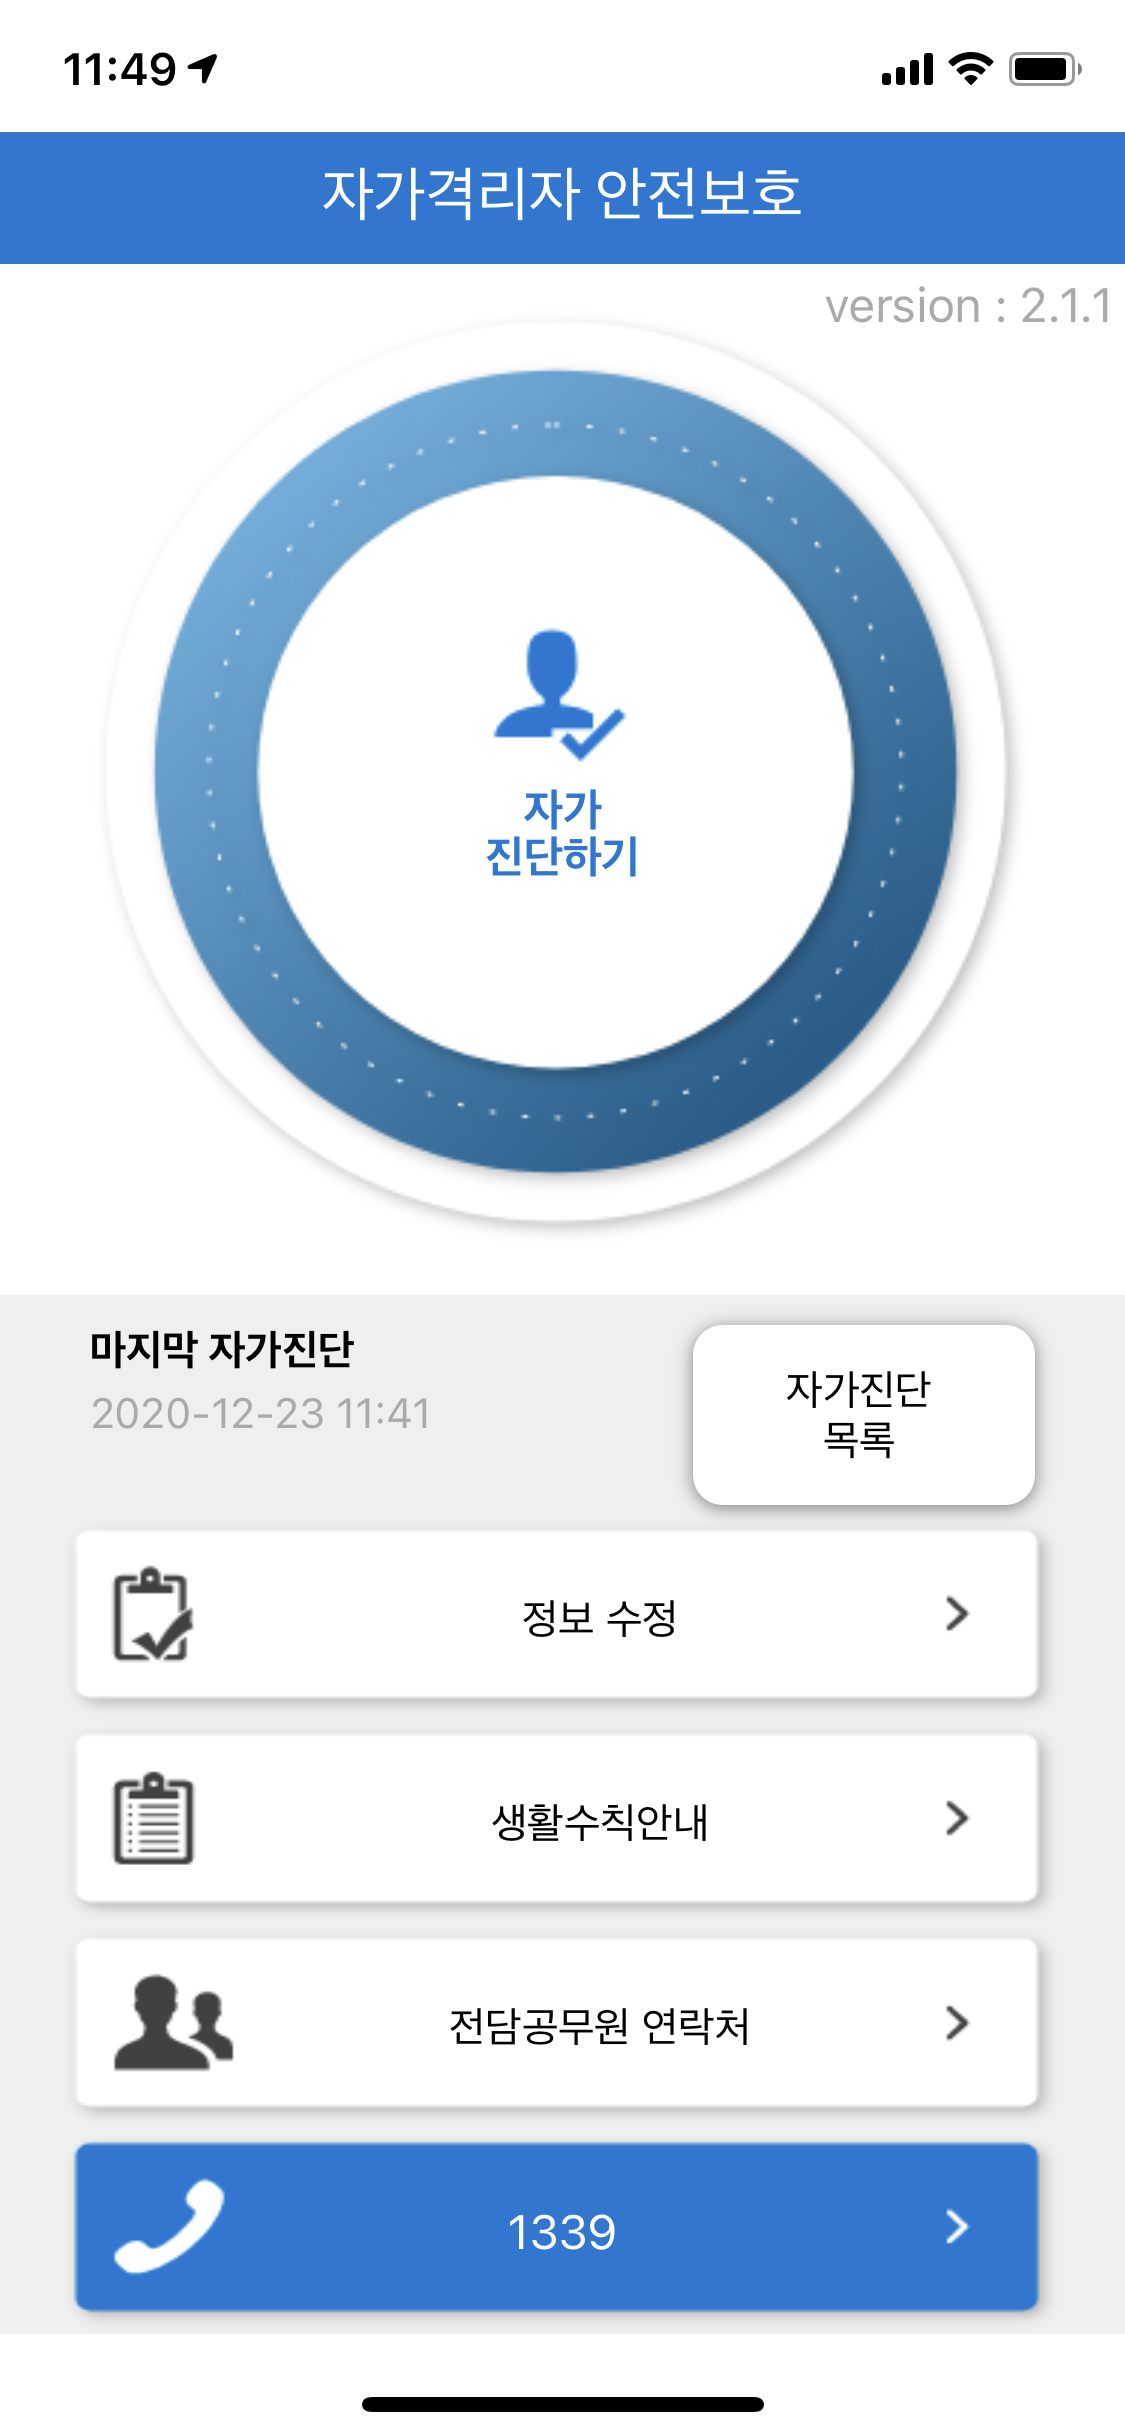 11:49
자가격리자 안전보호
version : 2.1.1
자가
진단하기
마지막 자가진단
2020-12-23 11:41
자가진단
목록
정보 수정
생활수칙안내
전담공무원 연락처
1339